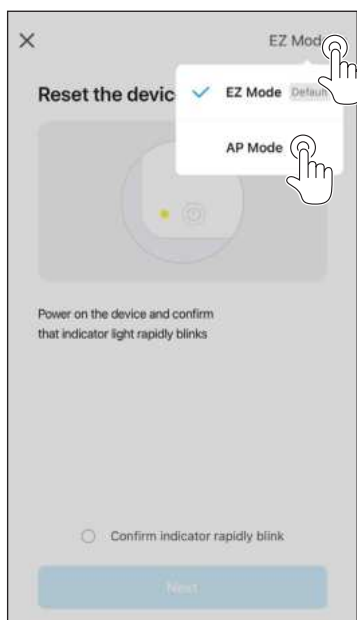 EZ Mod
Reset the devic
EZ Mode Default
AP Mode
Power on the device and confirm
that indicator light rapidly blinks
Confirm indicator rapidly blink
Next